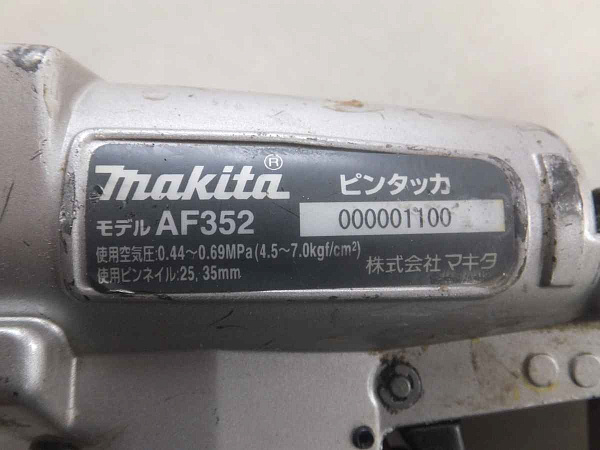 makita® ピンタッカ
モデル AF352 000001100
使用空気圧:0.44〜0.69MPa(4.5〜7.0kgf/cm²)
使用ピンネイル:25, 35mm 株式会社 マキタ